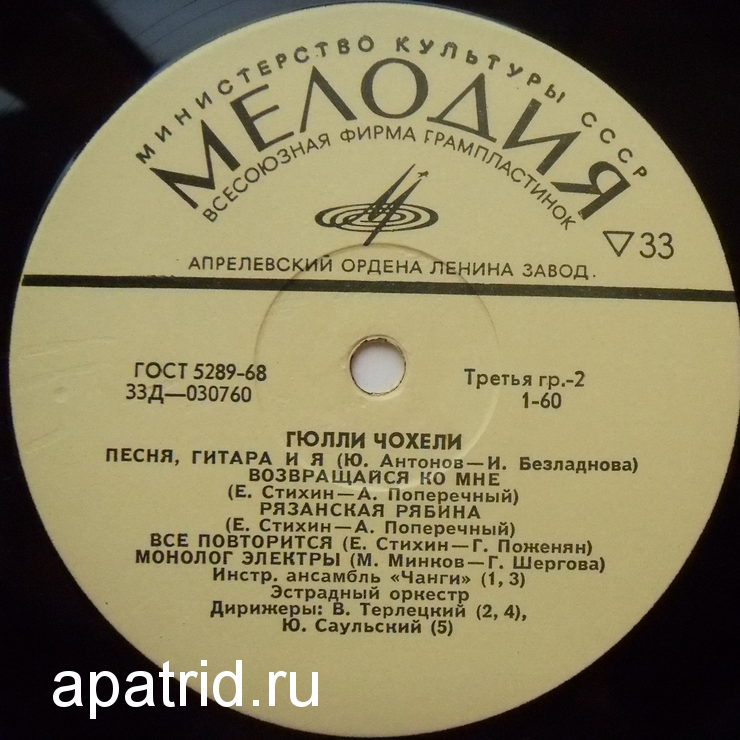 МИНИСТЕРСТВО КУЛЬТУРЫ СССР
МЕЛОДИЯ
ВСЕСОЮЗНАЯ ФИРМА ГРАМПЛАСТИНОК
▽33
АПРЕЛЕВСКИЙ ОРДЕНА ЛЕНИНА ЗАВОД.
ГОСТ 5289-68
33Д—030760
Третья гр.-2
1-60
ГЮЛЛИ ЧОХЕЛИ
ПЕСНЯ, ГИТАРА И Я (Ю. Антонов—И. Безладнова)
ВОЗВРАЩАЙСЯ КО МНЕ
(Е. Стихин—А. Поперечный)
РЯЗАНСКАЯ РЯБИНА
(Е. Стихин—А. Поперечный)
ВСЕ ПОВТОРИТСЯ (Е. Стихин—Г. Поженян)
МОНОЛОГ ЭЛЕКТРЫ (М. Минков—Г. Шергова)
Инстр. ансамбль «Чанги» (1, 3)
Эстрадный оркестр
Дирижеры: В. Терлецкий (2, 4),
Ю. Саульский (5)
apatrid.ru